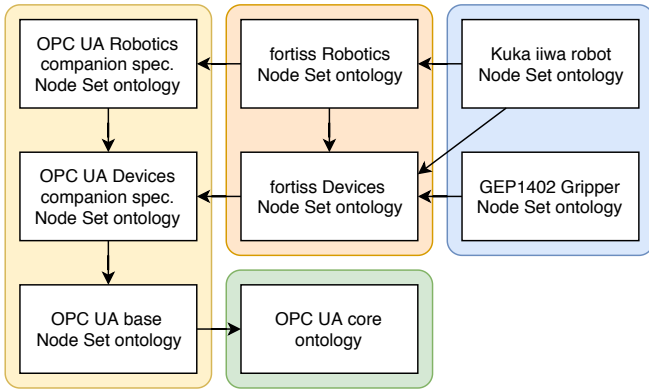 OPC UA Robotics
companion spec.
Node Set ontology
fortiss Robotics
Node Set ontology
Kuka iiwa robot
Node Set ontology
OPC UA Devices
companion spec.
Node Set ontology
fortiss Devices
Node Set ontology
GEP1402 Gripper
Node Set ontology
OPC UA base
Node Set ontology
OPC UA core
ontology